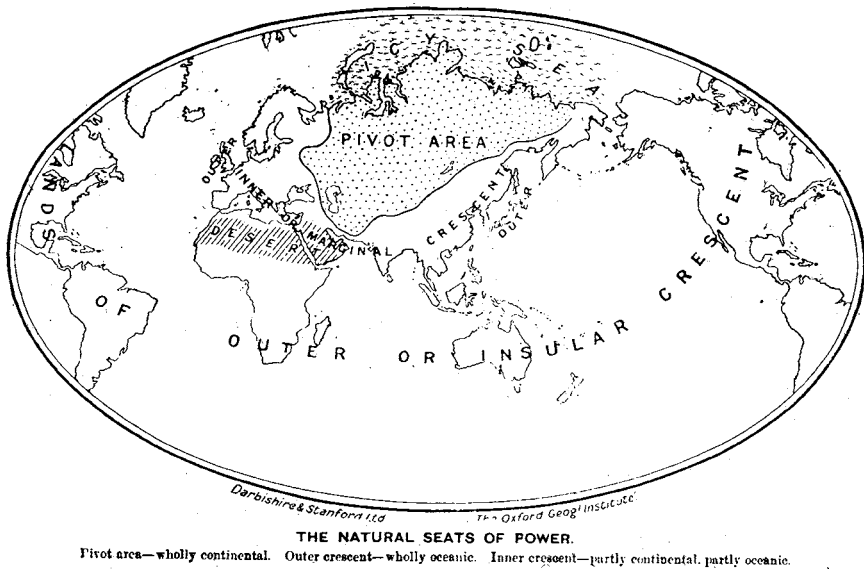 ICY SEA
PIVOT AREA
LANDS
OUTER
INNER OR MARGINAL
CRESCENT
OUTER
DESERT
OF
OUTER OR INSULAR CRESCENT
Darbishire & Stanford Ltd
The Oxford Geogl Institute.
THE NATURAL SEATS OF POWER.
Pivot area—wholly continental. Outer crescent—wholly oceanic. Inner crescent—partly continental, partly oceanic.